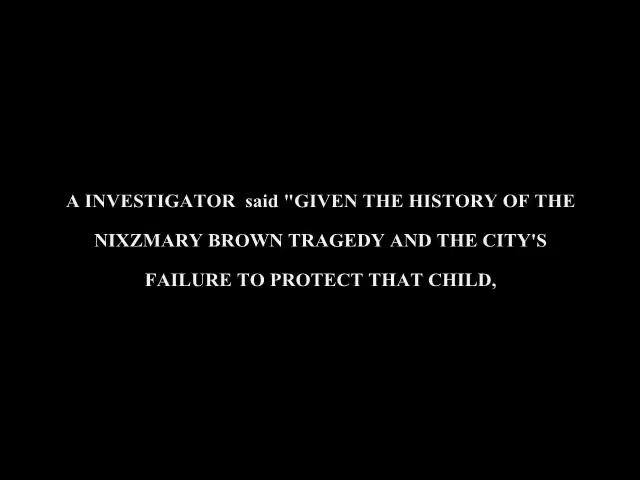 A INVESTIGATOR  said "GIVEN THE HISTORY OF THE
NIXZMARY BROWN TRAGEDY AND THE CITY'S
FAILURE TO PROTECT THAT CHILD,